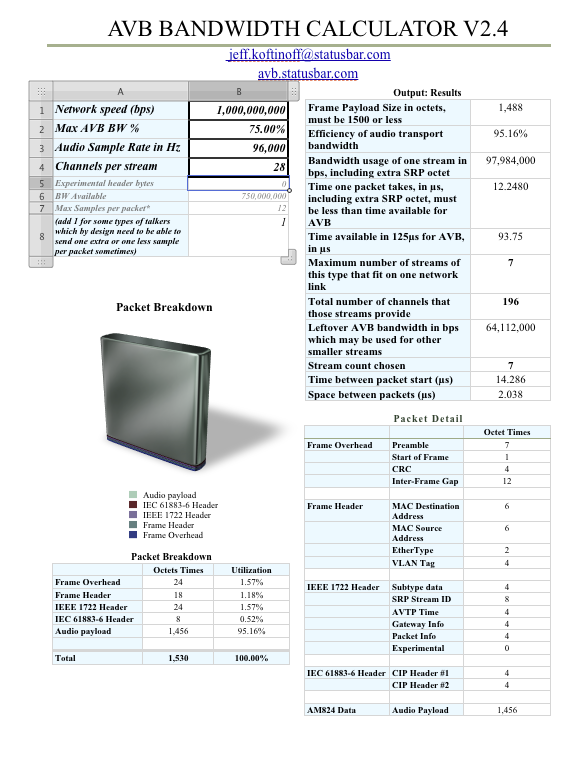 AVB BANDWIDTH CALCULATOR V2.4
jeff.koftinoff@statusbar.com
avb.statusbar.com
A B
1 Network speed (bps) 1,000,000,000
2 Max AVB BW % 75.00%
3 Audio Sample Rate in Hz 96,000
4 Channels per stream 28
5 Experimental header bytes 0
6 BW Available 750,000,000
7 Max Samples per packet* 12
8 (add 1 for some types of talkers 1
which by design need to be able to
send one extra or one less sample
per packet sometimes)
Packet Breakdown
Audio payload
IEC 61883-6 Header
IEEE 1722 Header
Frame Header
Frame Overhead
Packet Breakdown
Octets Times Utilization
Frame Overhead 24 1.57%
Frame Header 18 1.18%
IEEE 1722 Header 24 1.57%
IEC 61883-6 Header 8 0.52%
Audio payload 1,456 95.16%
Total 1,530 100.00%
Output: Results
Frame Payload Size in octets, 1,488
must be 1500 or less
Efficiency of audio transport 95.16%
bandwidth
Bandwidth usage of one stream in 97,984,000
bps, including extra SRP octet
Time one packet takes, in µs, 12.2480
including extra SRP octet, must
be less than time available for
AVB
Time available in 125µs for AVB, 93.75
in µs
Maximum number of streams of 7
this type that fit on one network
link
Total number of channels that 196
those streams provide
Leftover AVB bandwidth in bps 64,112,000
which may be used for other
smaller streams
Stream count chosen 7
Time between packet start (µs) 14.286
Space between packets (µs) 2.038
Packet Detail
Octet Times
Frame Overhead Preamble 7
Start of Frame 1
CRC 4
Inter-Frame Gap 12
Frame Header MAC Destination 6
Address
MAC Source 6
Address
EtherType 2
VLAN Tag 4
IEEE 1722 Header Subtype data 4
SRP Stream ID 8
AVTP Time 4
Gateway Info 4
Packet Info 4
Experimental 0
IEC 61883-6 Header CIP Header #1 4
CIP Header #2 4
AM824 Data Audio Payload 1,456